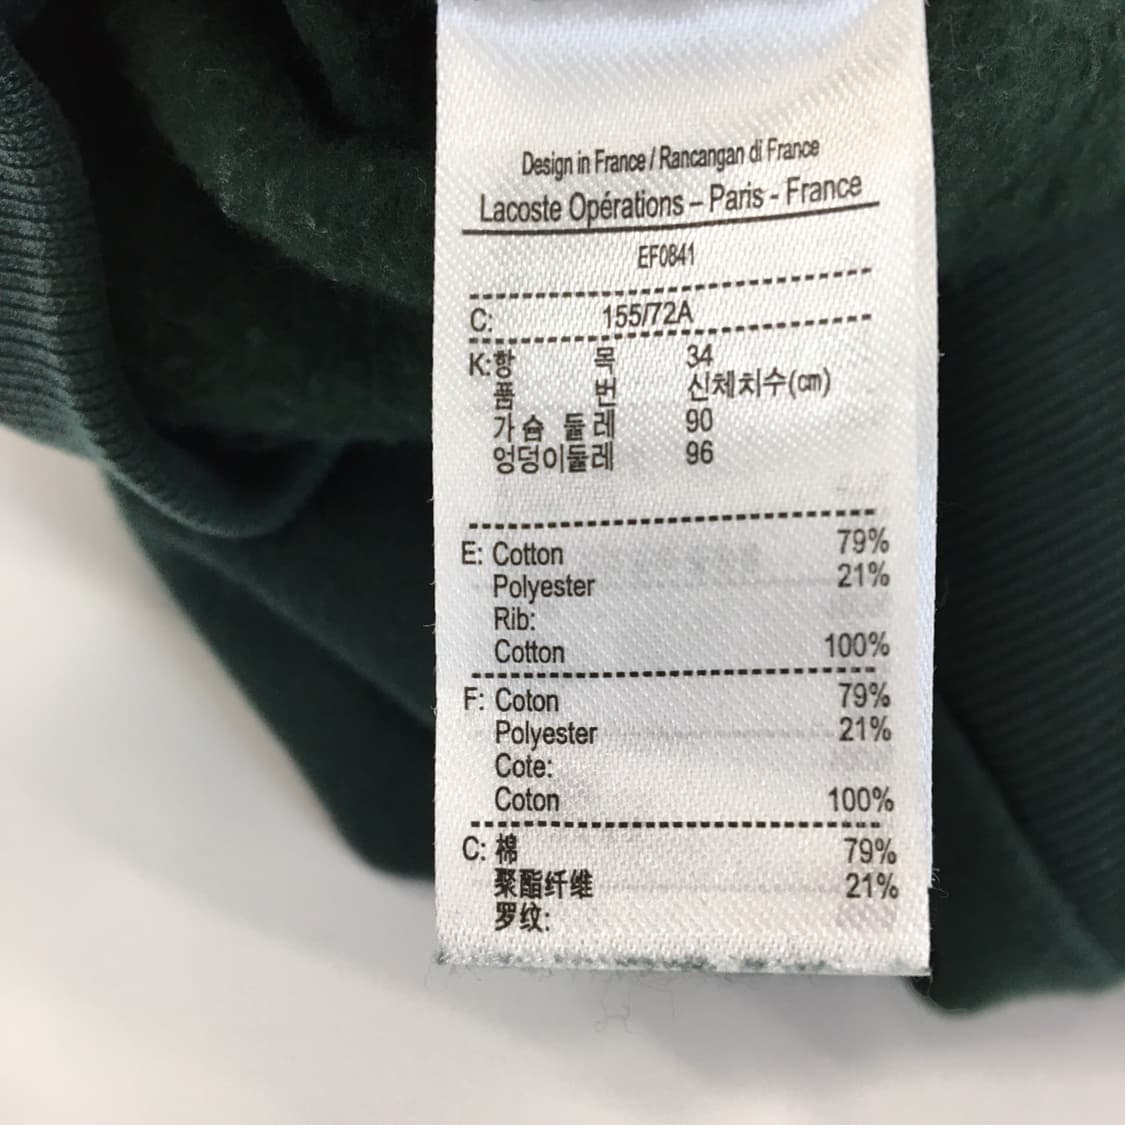 Design in France / Rancangan di France
Lacoste Opérations – Paris - France
EF0841
C: 155/72A
K:항 목 34
품 번 신체치수(cm)
가슴 둘레 90
엉덩이둘레 96
E: Cotton 79%
Polyester 21%
Rib:
Cotton 100%
F: Coton 79%
Polyester 21%
Cote:
Coton 100%
C: 棉 79%
聚酯纤维 21%
罗纹: